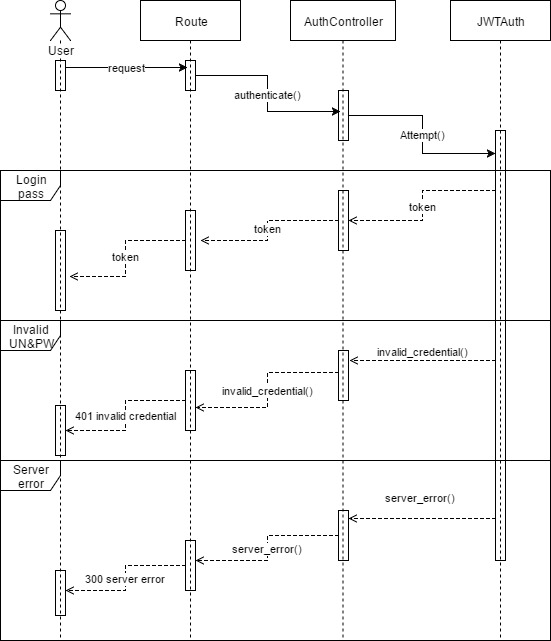 Route
AuthController
JWTAuth
User
request
authenticate()
Attempt()
Login
pass
token
token
token
Invalid
UN&PW
invalid_credential()
invalid_credential()
401 invalid credential
Server
error
server_error()
server_error()
300 server error